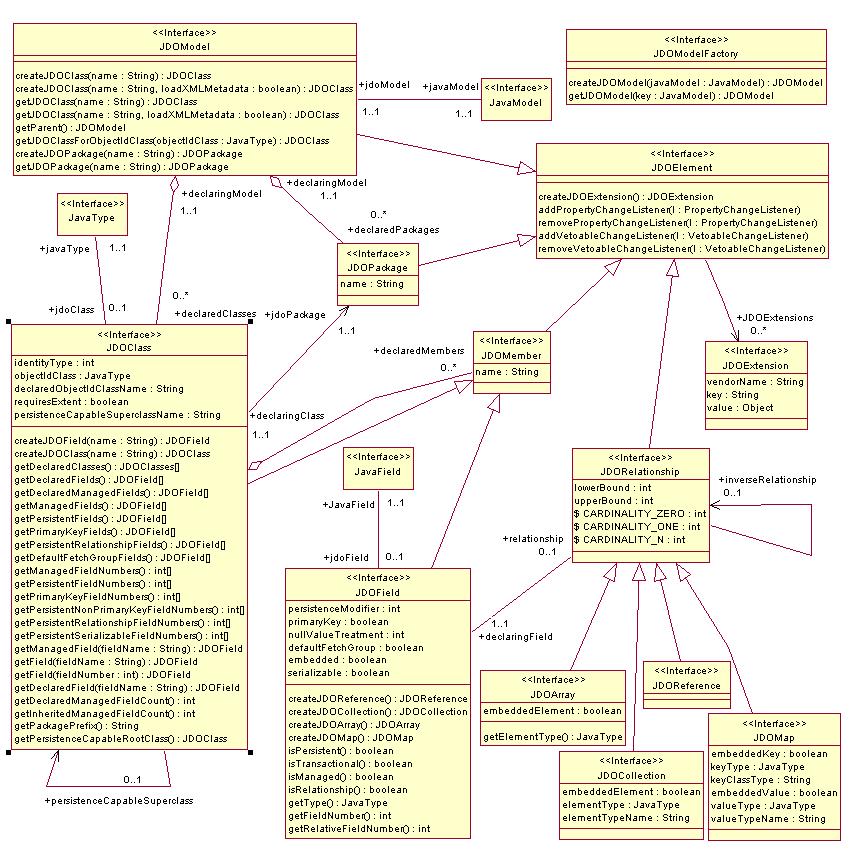 <<Interface>>
JDOModel
createJDOClass(name : String) : JDOClass
createJDOClass(name : String, loadXMLMetadata : boolean) : JDOClass
getJDOClass(name : String) : JDOClass
getJDOClass(name : String, loadXMLMetadata : boolean) : JDOClass
getParent() : JDOModel
getJDOClassForObjectIdClass(objectIdClass : JavaType) : JDOClass
createJDOPackage(name : String) : JDOPackage
getJDOPackage(name : String) : JDOPackage
+jdoModel
1..1
+javaModel
1..1
<<Interface>>
JavaModel
<<Interface>>
JDOModelFactory
createJDOModel(javaModel : JavaModel) : JDOModel
getJDOModel(key : JavaModel) : JDOModel
<<Interface>>
JDOElement
createJDOExtension() : JDOExtension
addPropertyChangeListener(l : PropertyChangeListener)
removePropertyChangeListener(l : PropertyChangeListener)
addVetoableChangeListener(l : VetoableChangeListener)
removeVetoableChangeListener(l : VetoableChangeListener)
+declaringModel
1..1
+declaringModel
1..1
0..*
+declaredPackages
<<Interface>>
JavaType
+javaType
1..1
+jdoClass
0..1
0..*
+declaredClasses
<<Interface>>
JDOPackage
name : String
+jdoPackage
1..1
+JDOExtensions
0..*
<<Interface>>
JDOExtension
vendorName : String
key : String
value : Object
<<Interface>>
JDOClass
identityType : int
objectIdClass : JavaType
declaredObjectIdClassName : String
requiresExtent : boolean
persistenceCapableSuperclassName : String
createJDOField(name : String) : JDOField
createJDOClass(name : String) : JDOClass
getDeclaredClasses() : JDOClasses[]
getDeclaredFields() : JDOField[]
getDeclaredManagedFields() : JDOField[]
getManagedFields() : JDOField[]
getPersistentFields() : JDOField[]
getPrimaryKeyFields() : JDOField[]
getPersistentRelationshipFields() : JDOField[]
getDefaultFetchGroupFields() : JDOField[]
getManagedFieldNumbers() : int[]
getPersistentFieldNumbers() : int[]
getPrimaryKeyFieldNumbers() : int[]
getPersistentNonPrimaryKeyFieldNumbers() : int[]
getPersistentRelationshipFieldNumbers() : int[]
getPersistentSerializableFieldNumbers() : int[]
getManagedField(fieldName : String) : JDOField
getField(fieldName : String) : JDOField
getField(fieldNumber : int) : JDOField
getDeclaredField(fieldName : String) : JDOField
getDeclaredManagedFieldCount() : int
getInheritedManagedFieldCount() : int
getPackagePrefix() : String
getPersistenceCapableRootClass() : JDOClass
0..1
+persistenceCapableSuperclass
+declaredMembers
0..*
+declaringClass
1..1
<<Interface>>
JDOMember
name : String
<<Interface>>
JavaField
+JavaField
1..1
+jdoField
0..1
<<Interface>>
JDOField
persistenceModifier : int
primaryKey : boolean
nullValueTreatment : int
defaultFetchGroup : boolean
embedded : boolean
serializable : boolean
createJDOReference() : JDOReference
createJDOCollection() : JDOCollection
createJDOArray() : JDOArray
createJDOMap() : JDOMap
isPersistent() : boolean
isTransactional() : boolean
isManaged() : boolean
isRelationship() : boolean
getType() : JavaType
getFieldNumber() : int
getRelativeFieldNumber() : int
+relationship
0..1
1..1
+declaringField
<<Interface>>
JDORelationship
lowerBound : int
upperBound : int
$ CARDINALITY_ZERO : int
$ CARDINALITY_ONE : int
$ CARDINALITY_N : int
+inverseRelationship
0..1
<<Interface>>
JDOArray
embeddedElement : boolean
getElementType() : JavaType
<<Interface>>
JDOReference
<<Interface>>
JDOCollection
embeddedElement : boolean
elementType : JavaType
elementTypeName : String
<<Interface>>
JDOMap
embeddedKey : boolean
keyType : JavaType
keyClassType : String
embeddedValue : boolean
valueType : JavaType
valueTypeName : String